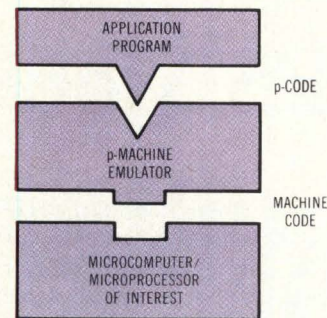 APPLICATION
PROGRAM
p-CODE
p-MACHINE
EMULATOR
MACHINE
CODE
MICROCOMPUTER/
MICROPROCESSOR
OF INTEREST